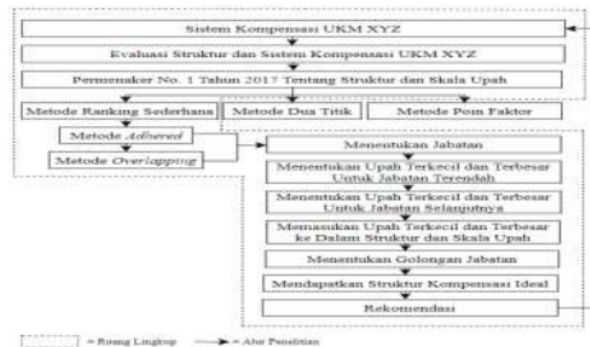 Sistem Kompensasi UKM XYZ
Evaluasi Struktur dan Sistem Kompensasi UKM XYZ
Permenaker No. 1 Tahun 2017 Tentang Struktur dan Skala Upah
Metode Ranking Sederhana
Metode Dua Titik
Metode Poin Faktor
Metode Adhered
Metode Overlapping
Menentukan Jabatan
Menentukan Upah Terkecil dan Terbesar
Untuk Jabatan Terendah
Menentukan Upah Terkecil dan Terbesar
Untuk Jabatan Selanjutnya
Memasukan Upah Terkecil dan Terbesar
ke Dalam Struktur dan Skala Upah
Menentukan Golongan Jabatan
Mendapatkan Struktur Kompensasi Ideal
Rekomendasi
= Ruang Lingkup
= Alur Penelitian